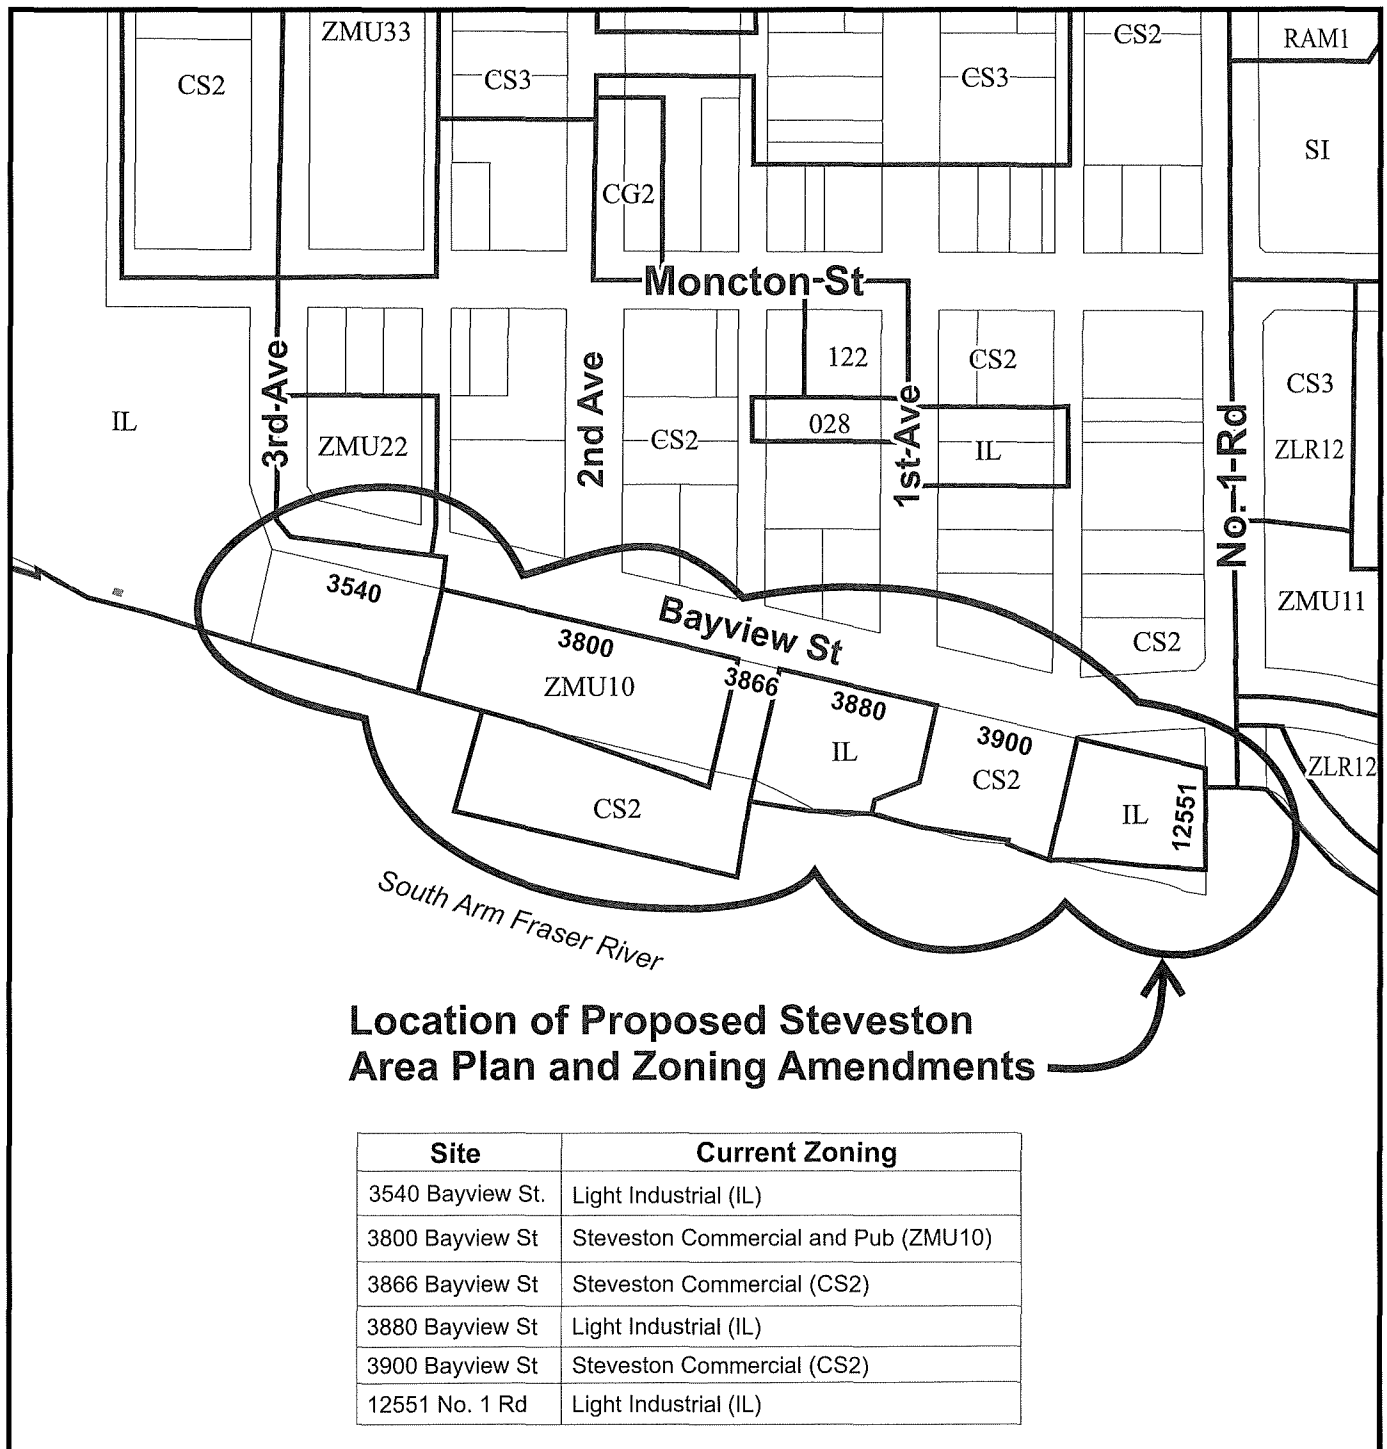 ZMU33
CS2
RAM1
CS2
CS3
CS3
SI
CG2
Moncton St
122
CS2
CS3
IL
3rd Ave
2nd Ave
1st Ave
No. 1 Rd
028
ZMU22
CS2
IL
ZLR12
3540
Bayview St
ZMU11
3800
CS2
ZMU10
3866
3880
3900
IL
CS2
ZLR12
CS2
IL
12551
South Arm Fraser River
Location of Proposed Steveston
Area Plan and Zoning Amendments
Site Current Zoning
3540 Bayview St. Light Industrial (IL)
3800 Bayview St Steveston Commercial and Pub (ZMU10)
3866 Bayview St Steveston Commercial (CS2)
3880 Bayview St Light Industrial (IL)
3900 Bayview St Steveston Commercial (CS2)
12551 No. 1 Rd Light Industrial (IL)